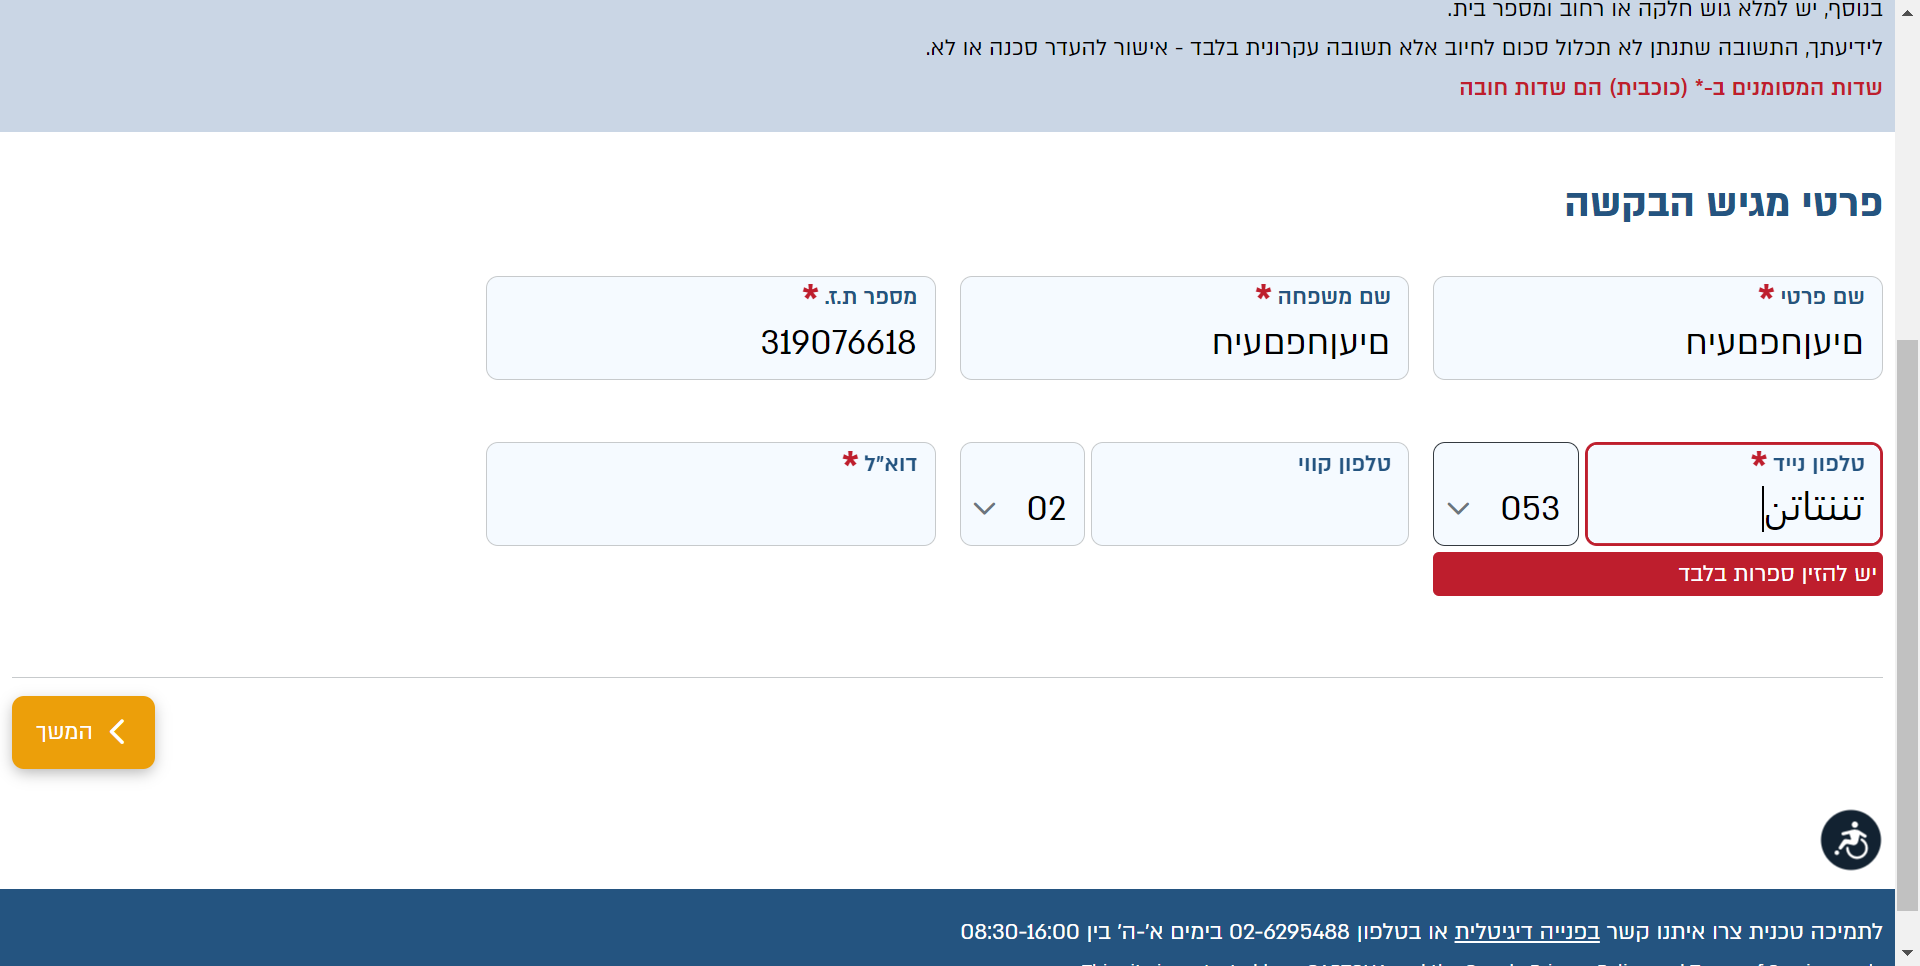 בנוסף, יש למלא גוש חלקה או רחוב ומספר בית.
לידיעתך, התשובה שתנתן לא תכלול סכום לחיוב אלא תשובה עקרונית בלבד - אישור להעדר סכנה או לא.
שדות המסומנים ב-* (כוכבית) הם שדות חובה
פרטי מגיש הבקשה
שם פרטי *
םיעןחפםעיח
שם משפחה *
םיעןחפםעיח
מספר ת.ז. *
319076618
טלפון נייד *
תננתאתן
053
טלפון קווי
02
דוא"ל *
יש להזין ספרות בלבד
המשך
לתמיכה טכנית צרו איתנו קשר בפנייה דיגיטלית או בטלפון 02-6295488 בימים א'-ה' בין 08:30-16:00